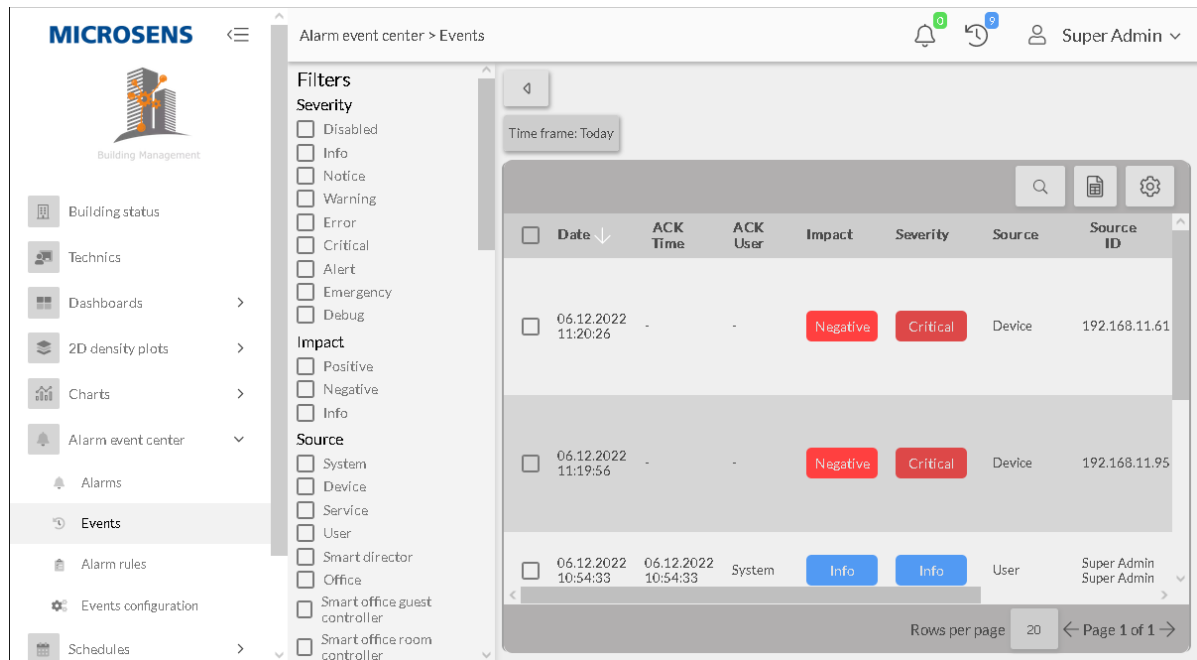 MICROSENS
Building Management
Building status
Technics
Dashboards
2D density plots
Charts
Alarm event center
Alarms
Events
Alarm rules
Events configuration
Schedules
Alarm event center > Events
0
9
Super Admin
Filters
Severity
Disabled
Info
Notice
Warning
Error
Critical
Alert
Emergency
Debug
Impact
Positive
Negative
Info
Source
System
Device
Service
User
Smart director
Office
Smart office guest
controller
Smart office room
controller
Time frame: Today
Date ACK Time ACK User Impact Severity Source Source ID
06.12.2022 11:20:26 - - Negative Critical Device 192.168.11.61
06.12.2022 11:19:56 - - Negative Critical Device 192.168.11.95
06.12.2022 10:54:33 06.12.2022 10:54:33 System Info Info User Super Admin Super Admin
Rows per page 20 Page 1 of 1